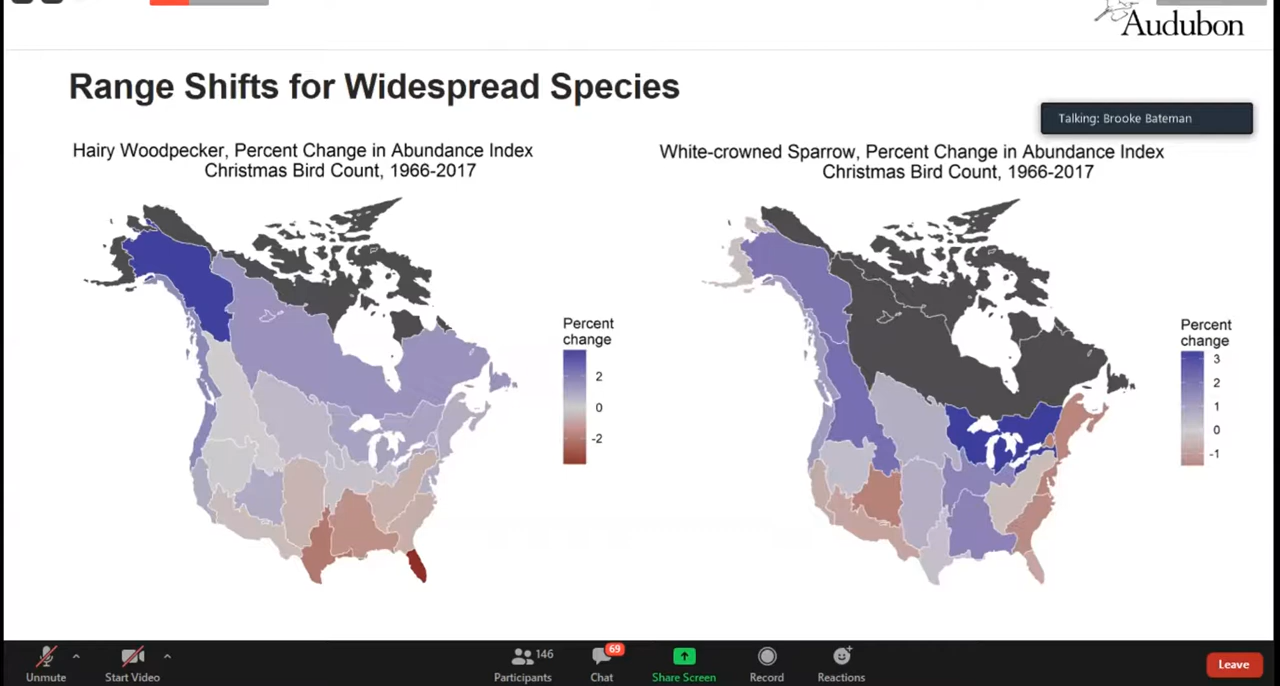 Audubon
Range Shifts for Widespread Species
Talking: Brooke Bateman
Hairy Woodpecker, Percent Change in Abundance Index
Christmas Bird Count, 1966-2017
Percent
change
2
0
-2
White-crowned Sparrow, Percent Change in Abundance Index
Christmas Bird Count, 1966-2017
Percent
change
3
2
1
0
-1
Unmute
Start Video
Participants
146
Chat
69
Share Screen
Record
Reactions
Leave